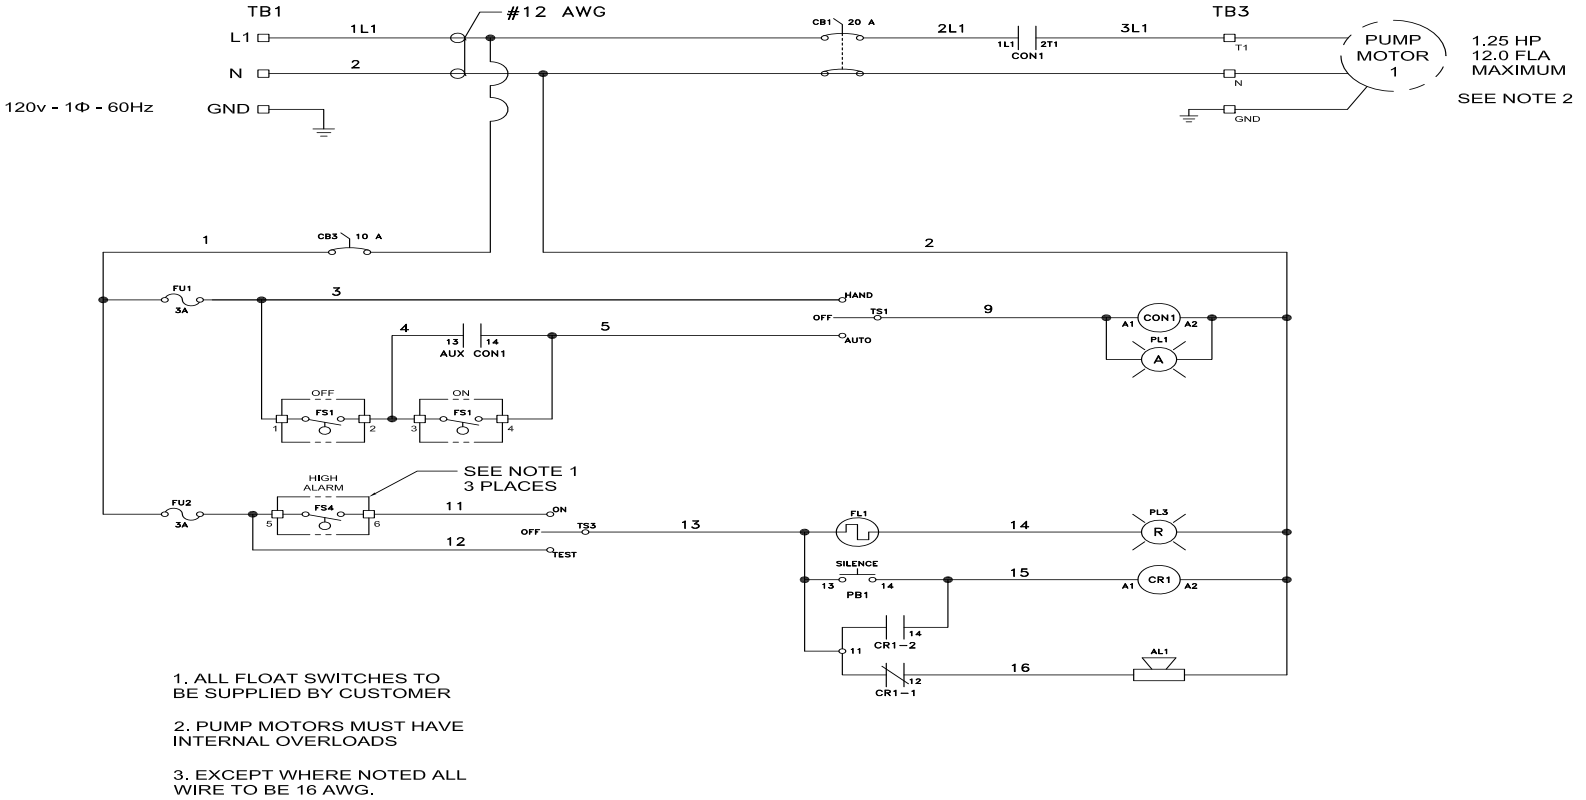 TB1
#12 AWG
CB1 20 A
TB3
L1
1L1
2L1
1L1
2T1
CON1
3L1
T1
PUMP
MOTOR
1
1.25 HP
12.0 FLA
MAXIMUM
SEE NOTE 2
N
2
N
120v - 1Φ - 60Hz
GND
GND
1
CB3 10 A
2
FU1
3A
3
HAND
OFF
TS1
AUTO
9
A1
CON1
A2
PL1
A
4
13
14
AUX CON1
5
OFF
FS1
1
2
ON
FS1
3
4
SEE NOTE 1
3 PLACES
HIGH
ALARM
FU2
3A
FS4
5
6
11
ON
OFF
TS3
12
TEST
13
FL1
14
PL3
R
SILENCE
13
14
PB1
15
A1
CR1
A2
14
CR1-2
11
12
CR1-1
16
AL1
1. ALL FLOAT SWITCHES TO
BE SUPPLIED BY CUSTOMER
2. PUMP MOTORS MUST HAVE
INTERNAL OVERLOADS
3. EXCEPT WHERE NOTED ALL
WIRE TO BE 16 AWG.